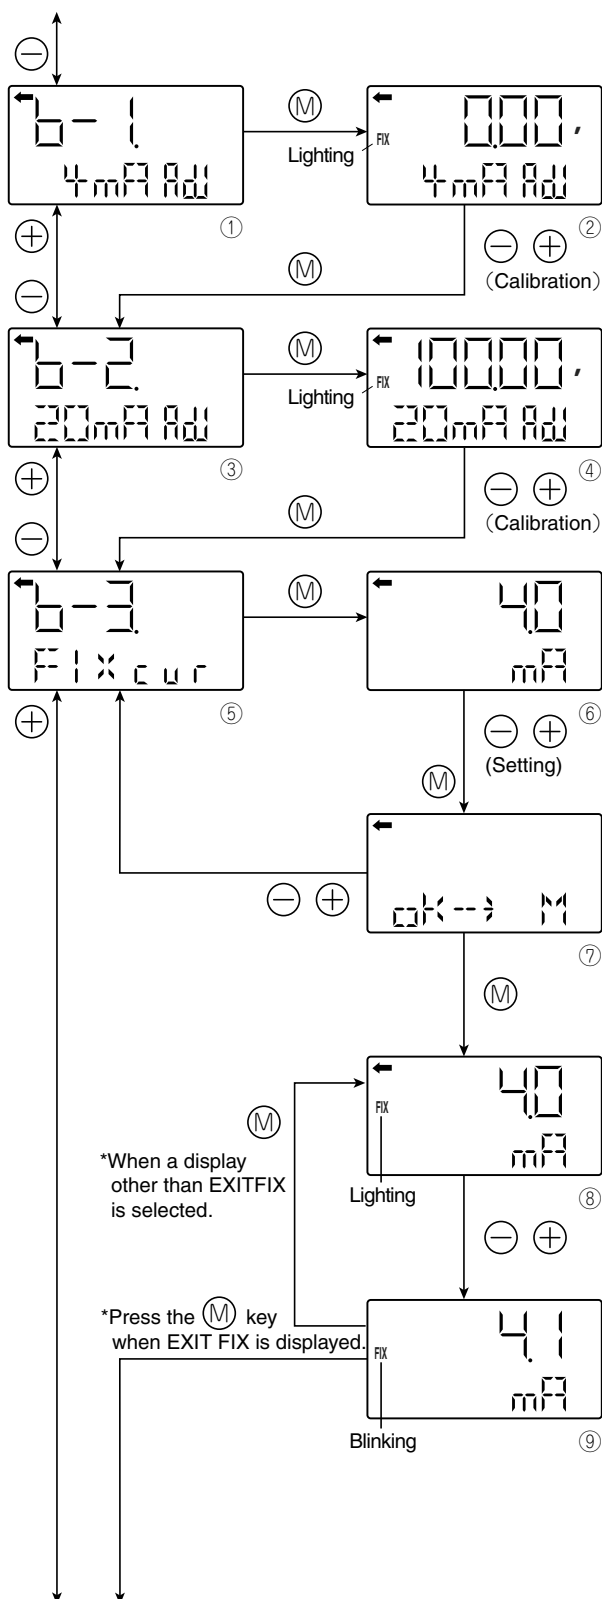 ⊖
b-1.
4mA Adj
①
Ⓜ
Lighting
FIX
0.00,
4mA Adj
②
⊕
⊖
Ⓜ
⊖ ⊕
(Calibration)
b-2.
20mA Adj
③
Ⓜ
Lighting
FIX
100.00,
20mA Adj
④
⊕
⊖
Ⓜ
⊖ ⊕
(Calibration)
b-3.
FIXcur
⑤
Ⓜ
4.0
mA
⑥
⊕
⊖ ⊕
(Setting)
Ⓜ
oK--> M
⑦
⊖ ⊕
Ⓜ
4.0
FIX
mA
Lighting
⑧
Ⓜ
*When a display
other than EXITFIX
is selected.
⊖ ⊕
*Press the Ⓜ key
when EXIT FIX is displayed.
4.1
FIX
mA
Blinking
⑨